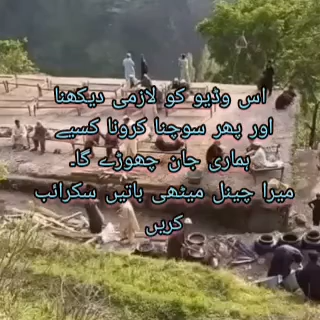 اس وڈیو کو لازمی دیکھنا
اور پھر سوچنا کرونا کسیے
ہماری جان چھوڑے گا۔
میرا چینل میٹھی باتیں سکرائب
کریں